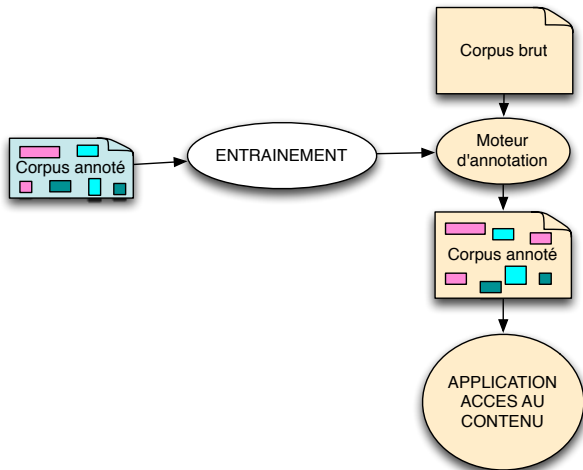 Corpus brut
Corpus annoté
ENTRAINEMENT
Moteur
d'annotation
Corpus annoté
APPLICATION
ACCES AU
CONTENU